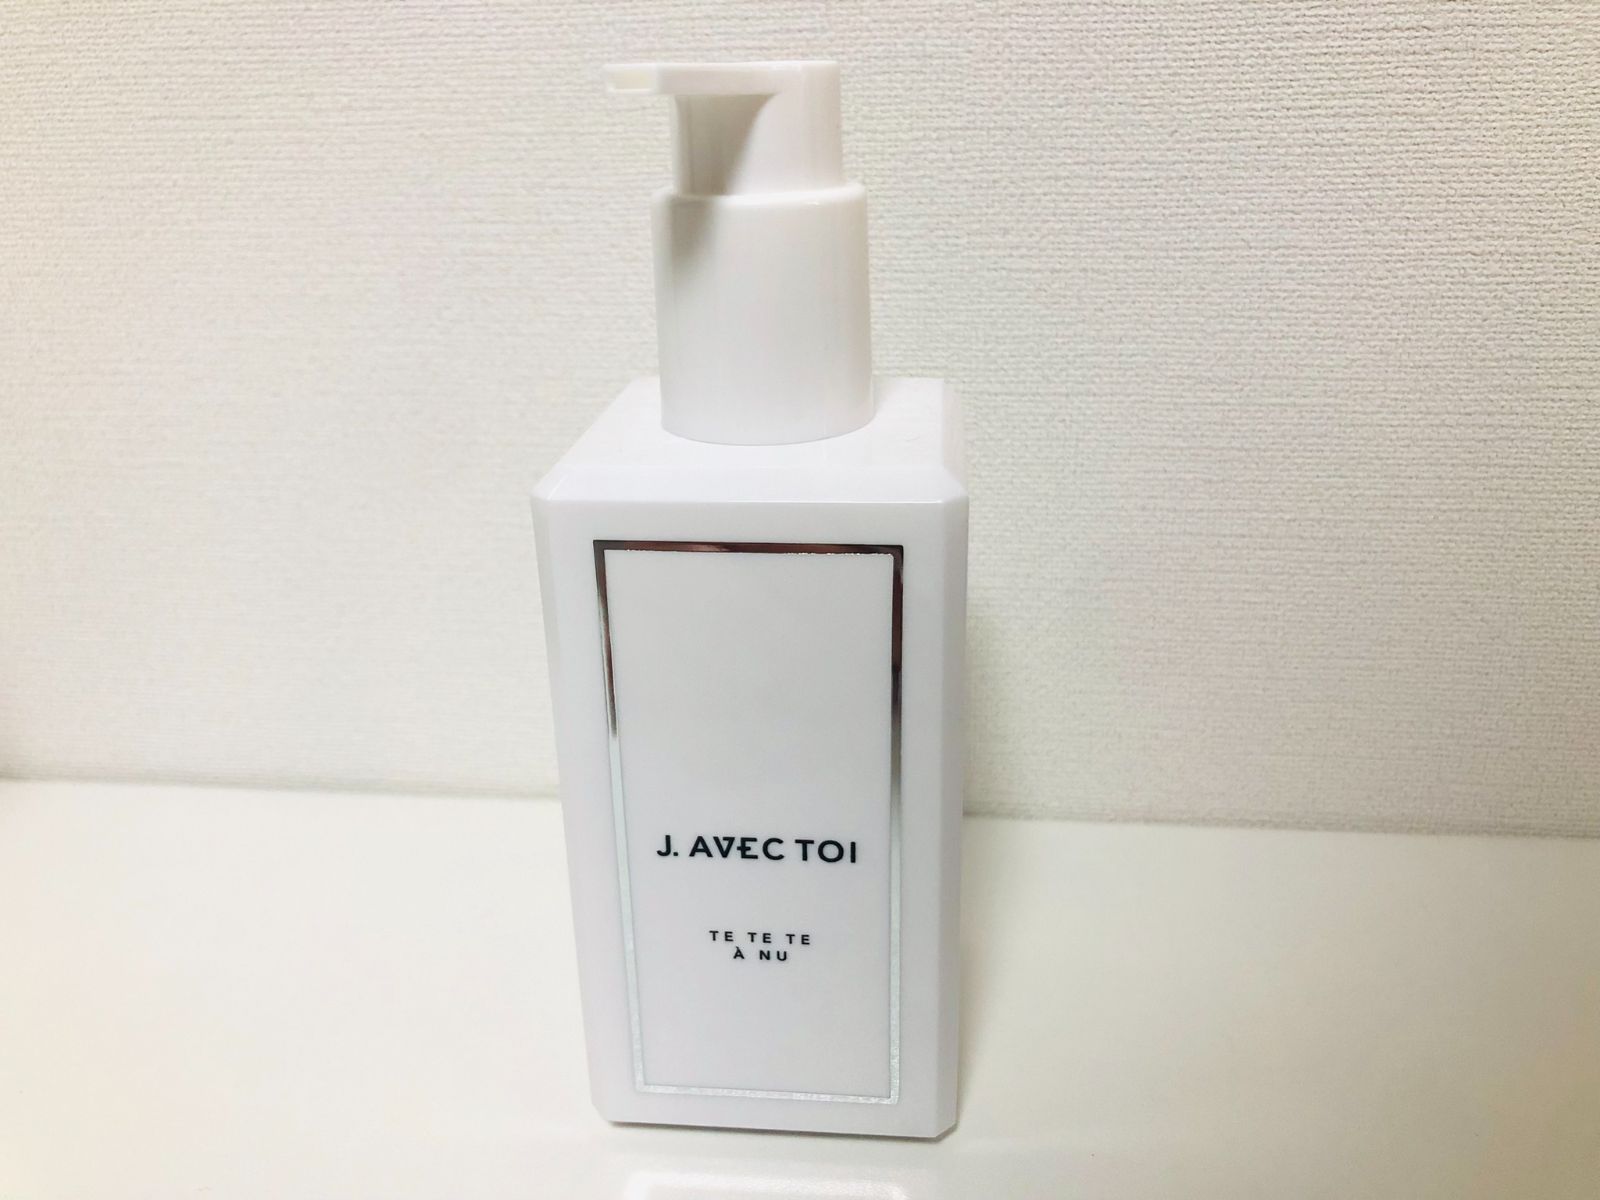 J. AVEC TOI
TE TE TE
À NU